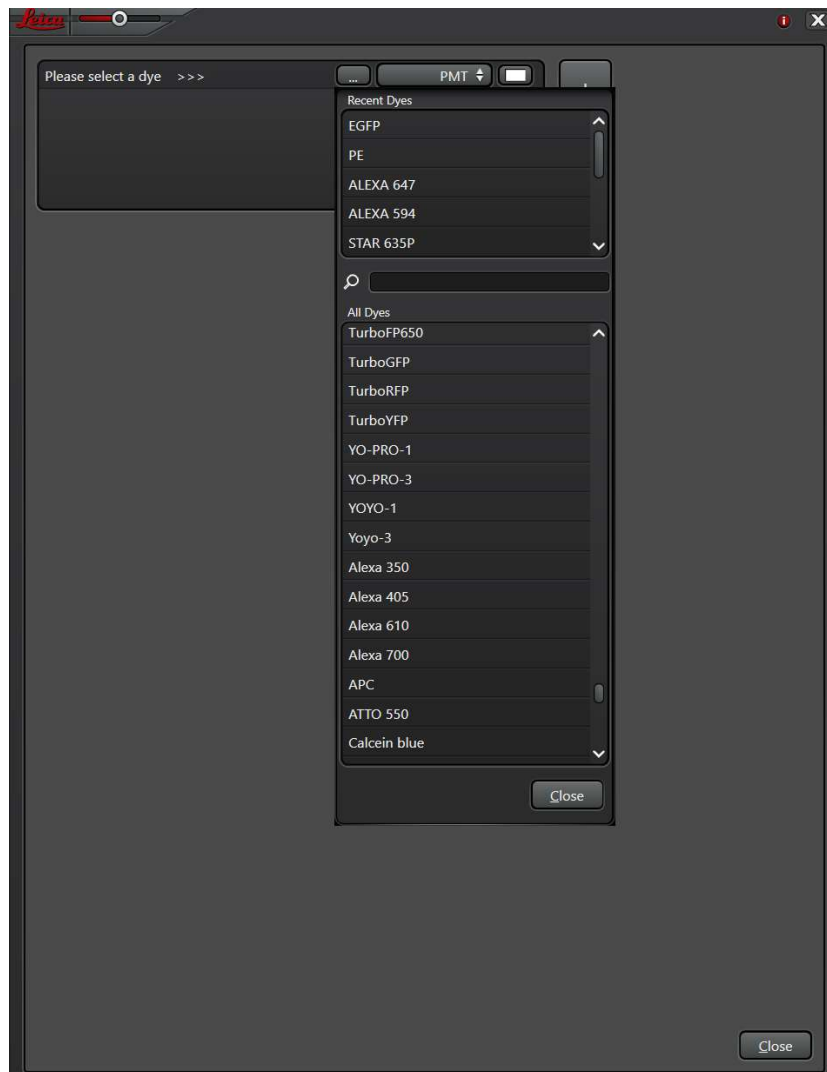 Leica
Please select a dye >>>
... PMT
Recent Dyes
EGFP
PE
ALEXA 647
ALEXA 594
STAR 635P
All Dyes
TurboFP650
TurboGFP
TurboRFP
TurboYFP
YO-PRO-1
YO-PRO-3
YOYO-1
Yoyo-3
Alexa 350
Alexa 405
Alexa 610
Alexa 700
APC
ATTO 550
Calcein blue
Close
Close